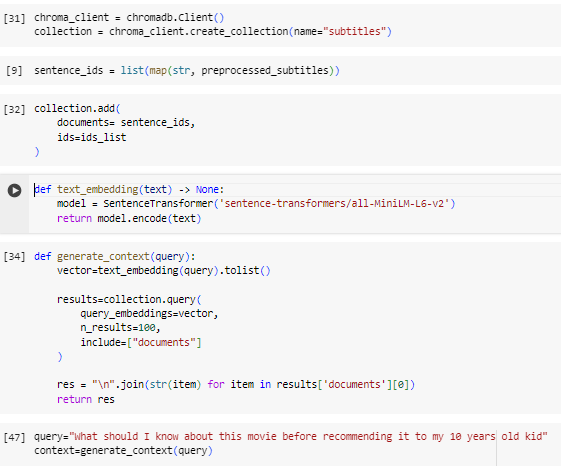 [31] chroma_client = chromadb.Client()
collection = chroma_client.create_collection(name="subtitles")
[9] sentence_ids = list(map(str, preprocessed_subtitles))
[32] collection.add(
documents= sentence_ids,
ids=ids_list
)
def text_embedding(text) -> None:
model = SentenceTransformer('sentence-transformers/all-MiniLM-L6-v2')
return model.encode(text)
[34] def generate_context(query):
vector=text_embedding(query).tolist()
results=collection.query(
query_embeddings=vector,
n_results=100,
include=["documents"]
)
res = "\n".join(str(item) for item in results['documents'][0])
return res
[47] query="What should I know about this movie before recommending it to my 10 years old kid"
context=generate_context(query)